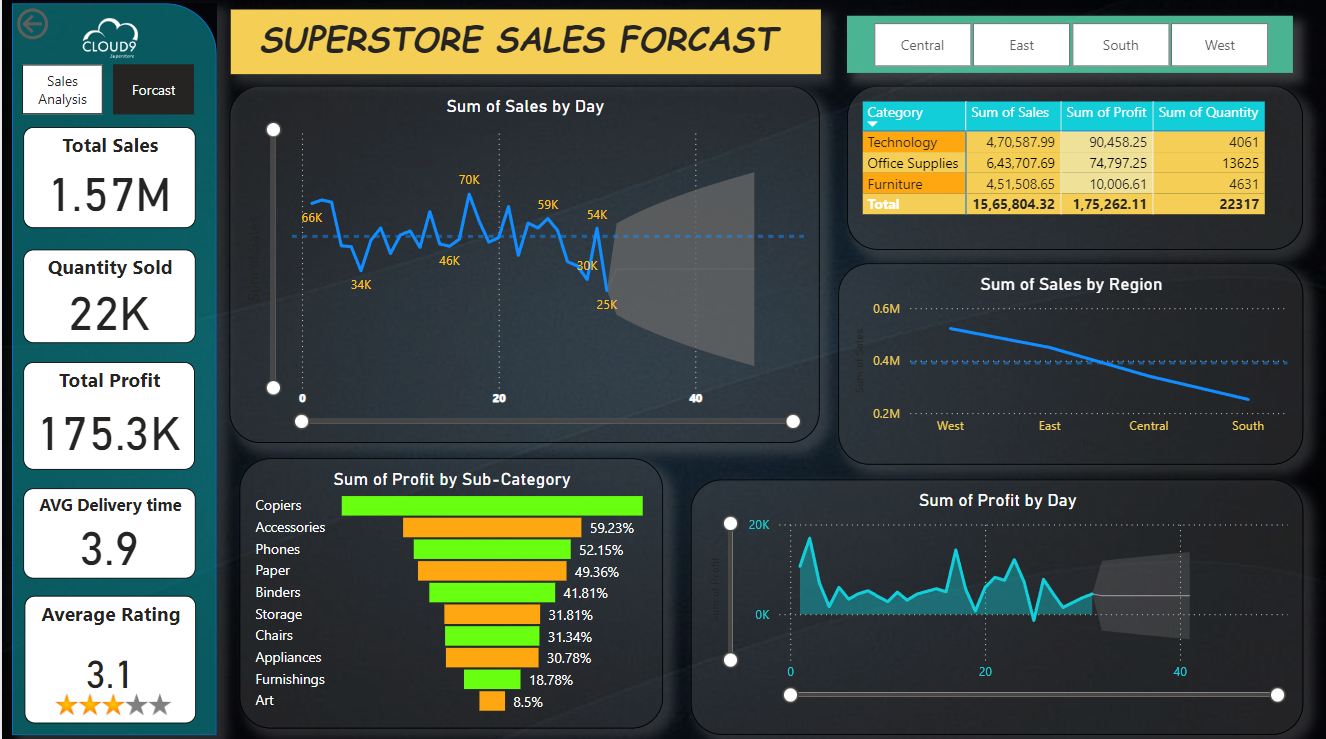 CLOUD9
Superstore
Sales
Analysis
Forcast
Total Sales
1.57M
Quantity Sold
22K
Total Profit
175.3K
AVG Delivery time
3.9
Average Rating
3.1
SUPERSTORE SALES FORCAST
Central East South West
Sum of Sales by Day
70K
66K
59K
54K
46K
34K
30K
25K
0 20 40
Category Sum of Sales Sum of Profit Sum of Quantity
Technology 4,70,587.99 90,458.25 4061
Office Supplies 6,43,707.69 74,797.25 13625
Furniture 4,51,508.65 10,006.61 4631
Total 15,65,804.32 1,75,262.11 22317
Sum of Sales by Region
Sum of Sales
0.6M
0.4M
0.2M
West East Central South
Sum of Profit by Sub-Category
Copiers
Accessories 59.23%
Phones 52.15%
Paper 49.36%
Binders 41.81%
Storage 31.81%
Chairs 31.34%
Appliances 30.78%
Furnishings 18.78%
Art 8.5%
Sum of Profit by Day
Sum of Profit
20K
0K
0 20 40